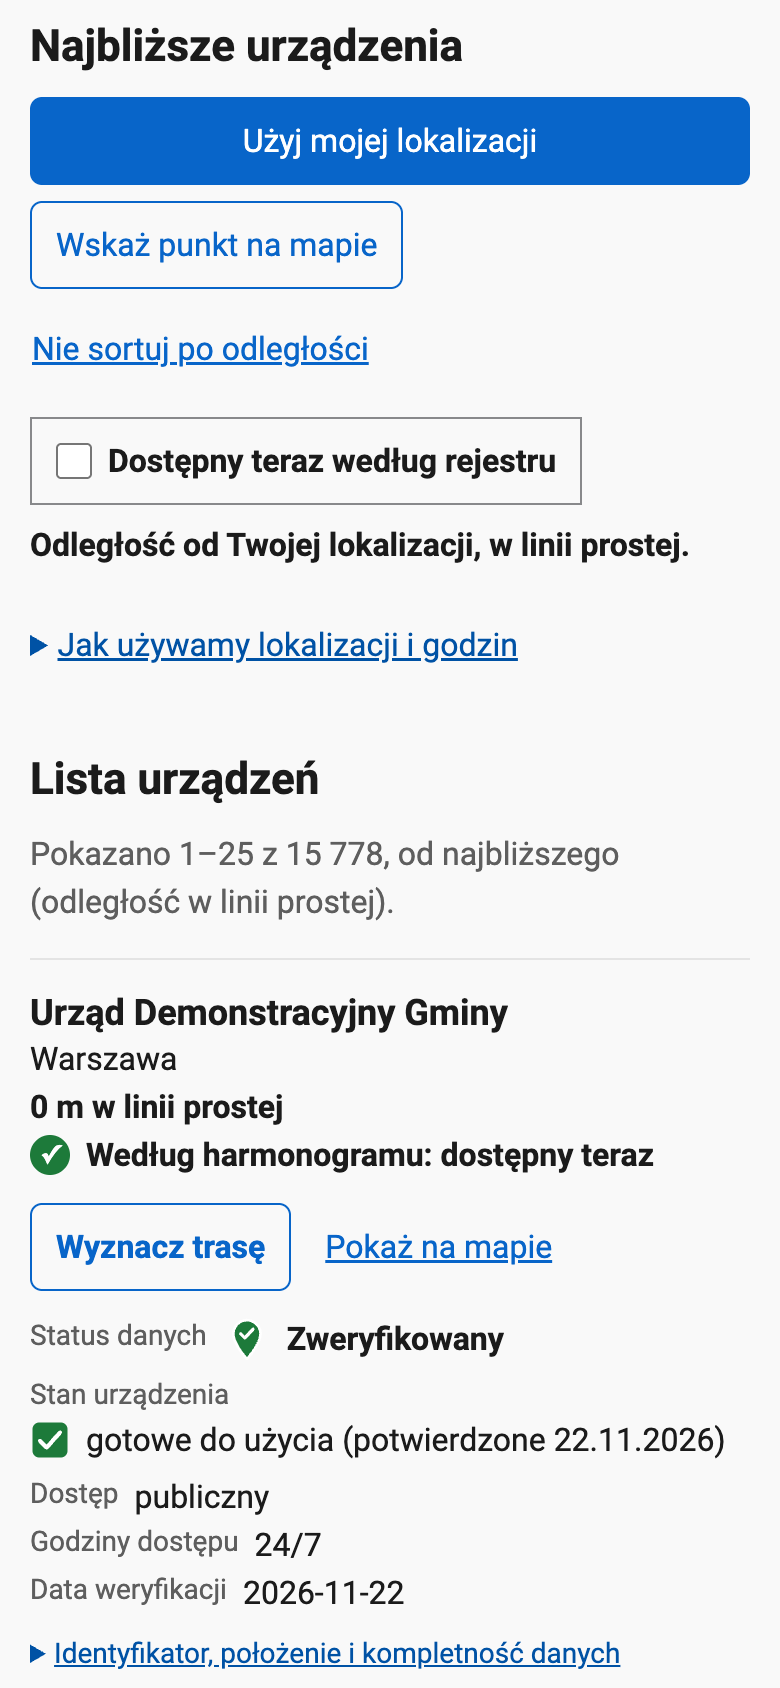 Najbliższe urządzenia
Użyj mojej lokalizacji
Wskaż punkt na mapie
Nie sortuj po odległości
Dostępny teraz według rejestru
Odległość od Twojej lokalizacji, w linii prostej.
Jak używamy lokalizacji i godzin
Lista urządzeń
Pokazano 1–25 z 15 778, od najbliższego
(odległość w linii prostej).
Urząd Demonstracyjny Gminy
Warszawa
0 m w linii prostej
Według harmonogramu: dostępny teraz
Wyznacz trasę Pokaż na mapie
Status danych Zweryfikowany
Stan urządzenia
gotowe do użycia (potwierdzone 22.11.2026)
Dostęp publiczny
Godziny dostępu 24/7
Data weryfikacji 2026-11-22
Identyfikator, położenie i kompletność danych